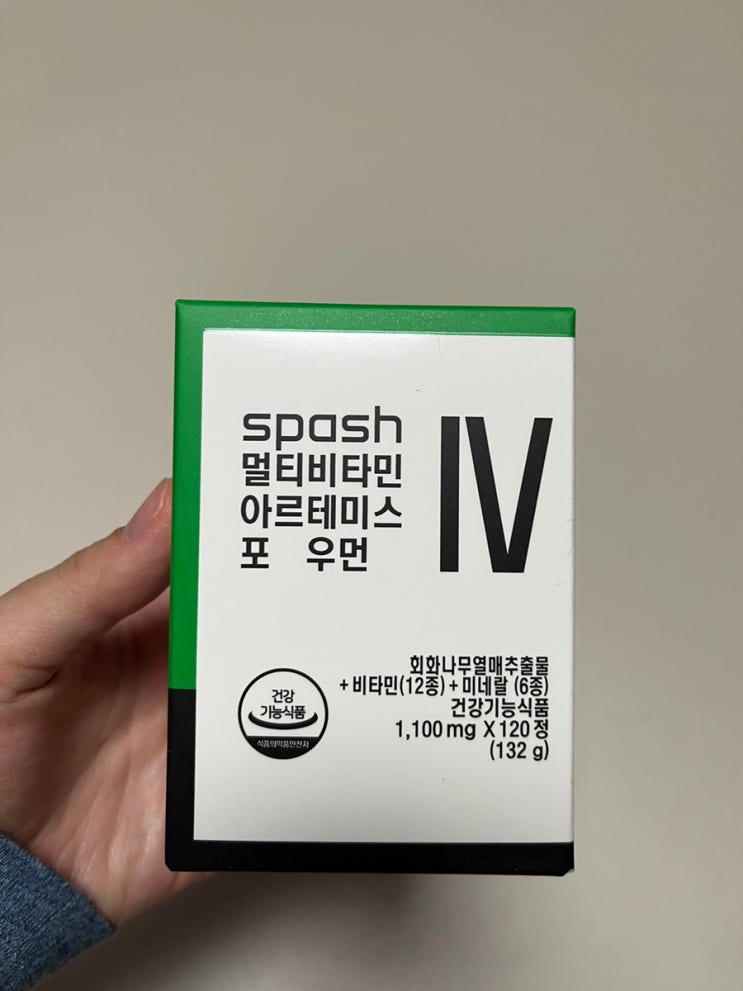 spash
멀티비타민
아르테미스
포 우먼
IV
회화나무열매추출물
+ 비타민(12종) + 미네랄 (6종)
건강기능식품
1,100 mg X 120 정
(132 g)
건강
기능식품
식품의약품안전처